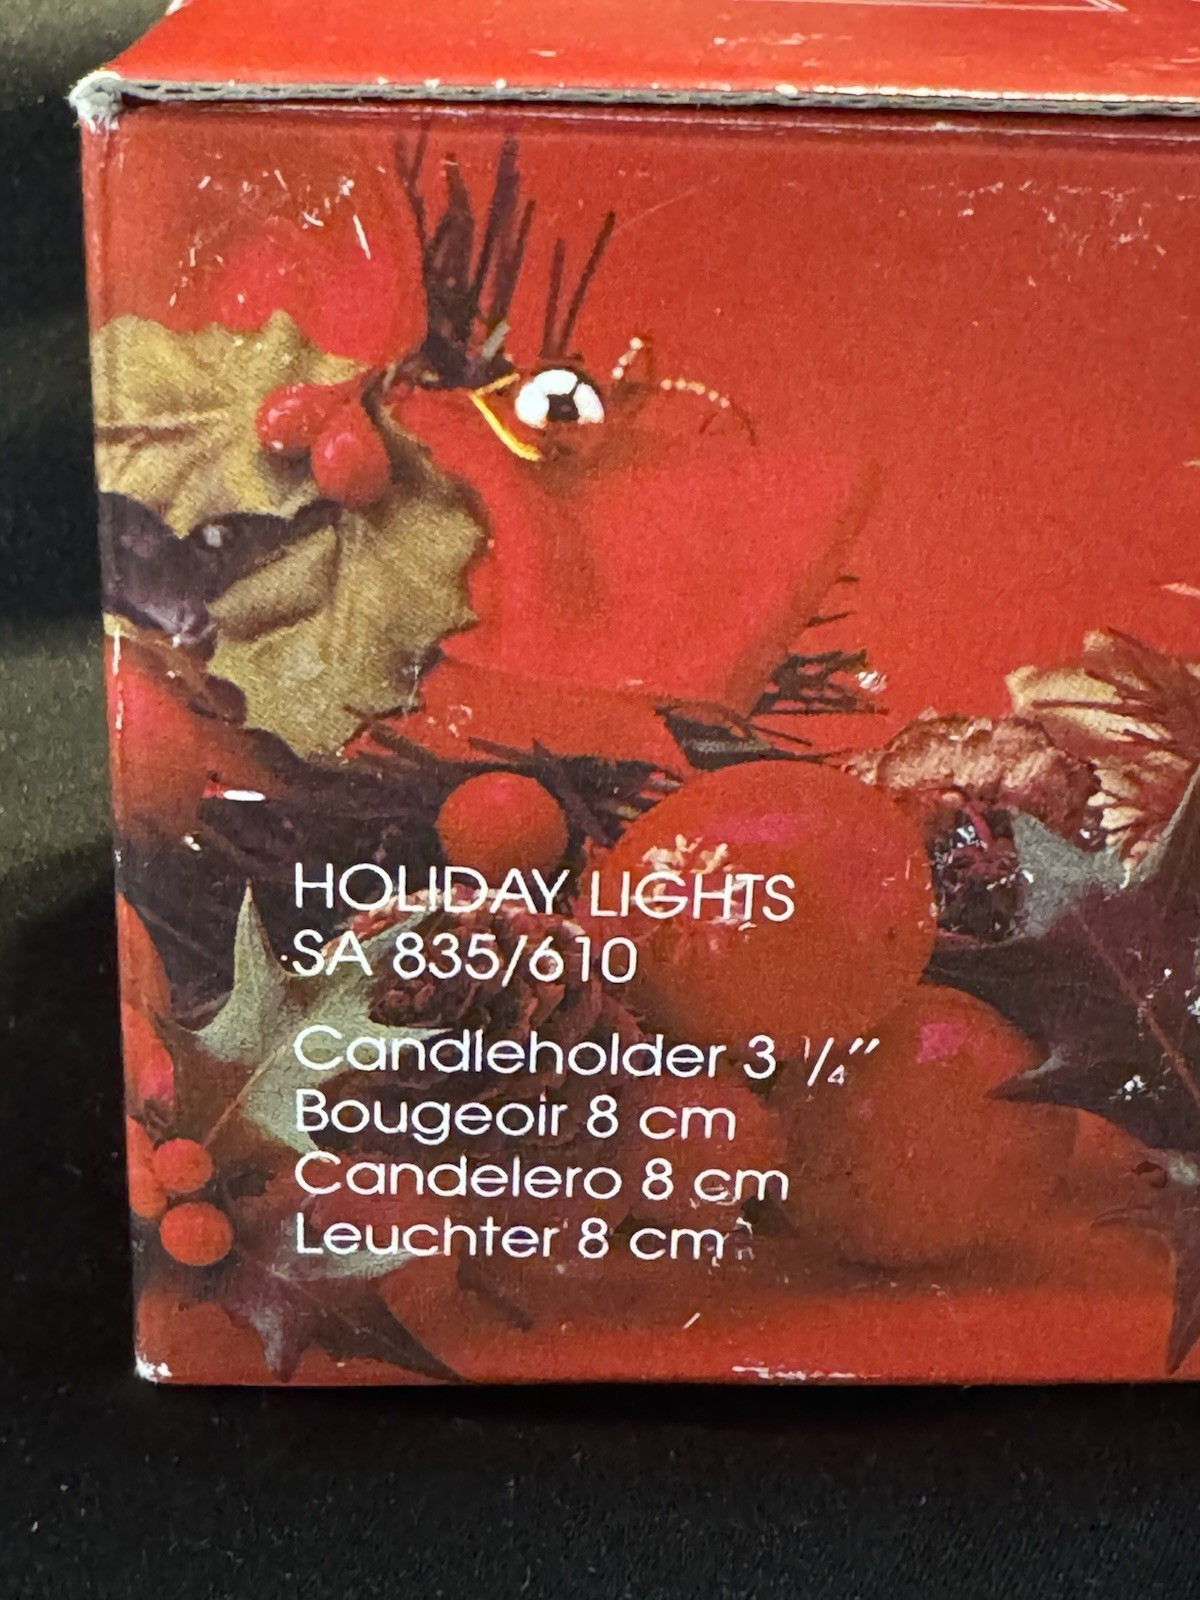 HOLIDAY LIGHTS
SA 835/610
Candleholder 3 1/4"
Bougeoir 8 cm
Candelero 8 cm
Leuchter 8 cm